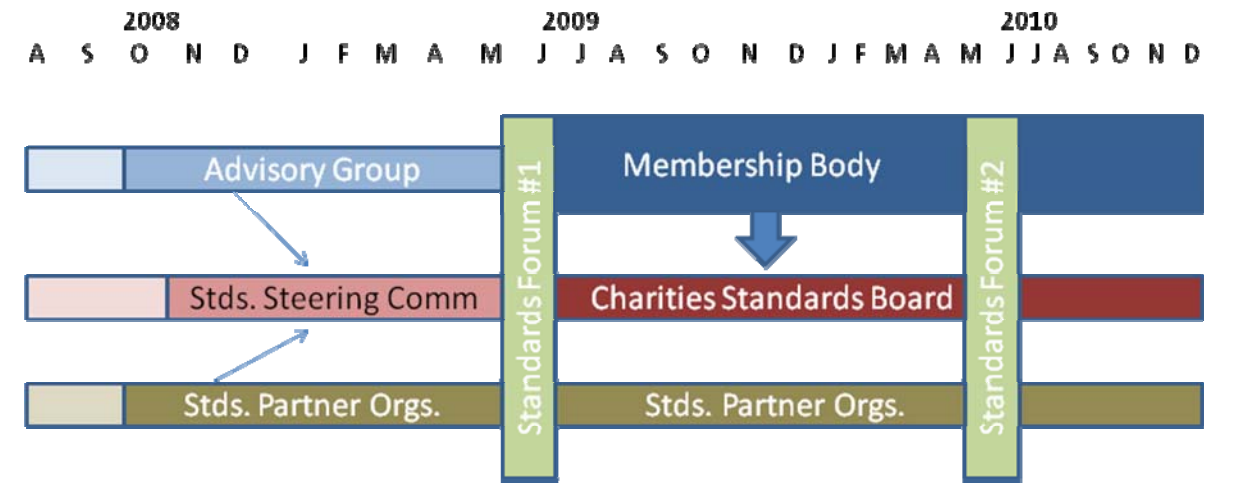 2008 2009 2010
A S O N D J F M A M J J A S O N D J F M A M J J A S O N D
Advisory Group
Membership Body
Stds. Steering Comm
Charities Standards Board
Stds. Partner Orgs.
Stds. Partner Orgs.
Standards Forum #1
Standards Forum #2